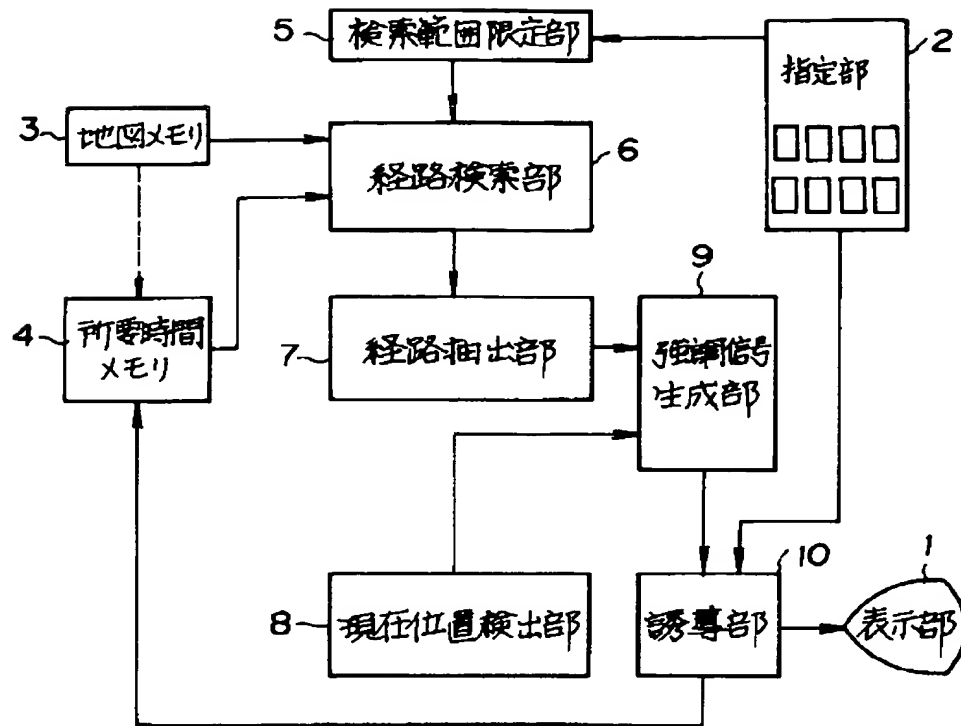 5
検索範囲限定部
2
指定部
3
地図メモリ
経路検索部
6
4
所要時間
メモリ
7
経路抽出部
9
強調信号
生成部
8
現在位置検出部
10
誘導部
1
表示部